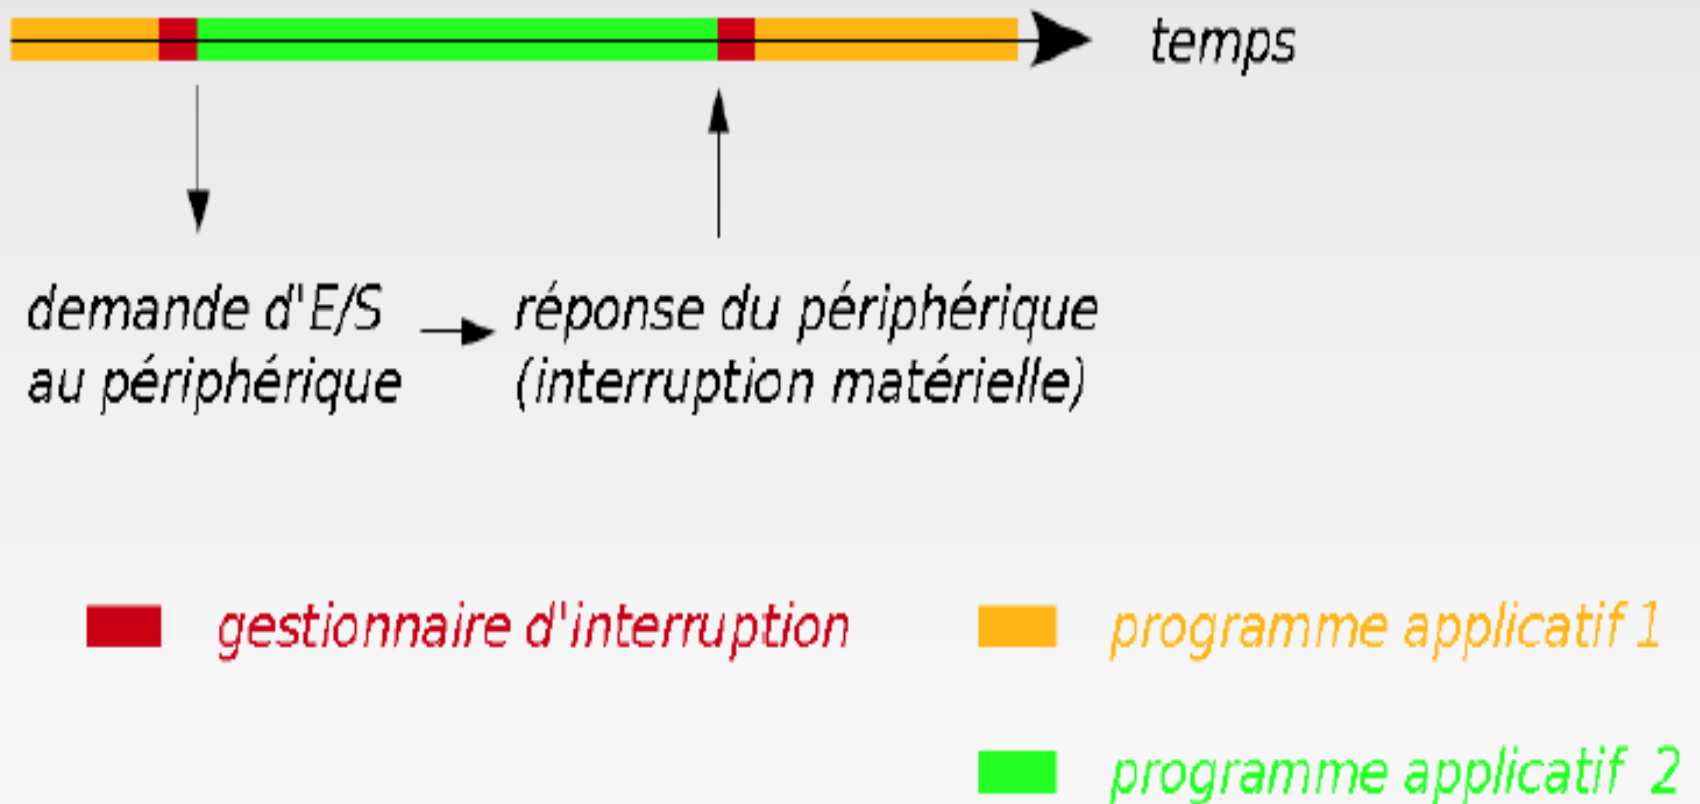 temps
demande d'E/S
au périphérique
réponse du périphérique
(interruption matérielle)
gestionnaire d'interruption
programme applicatif 1
programme applicatif 2